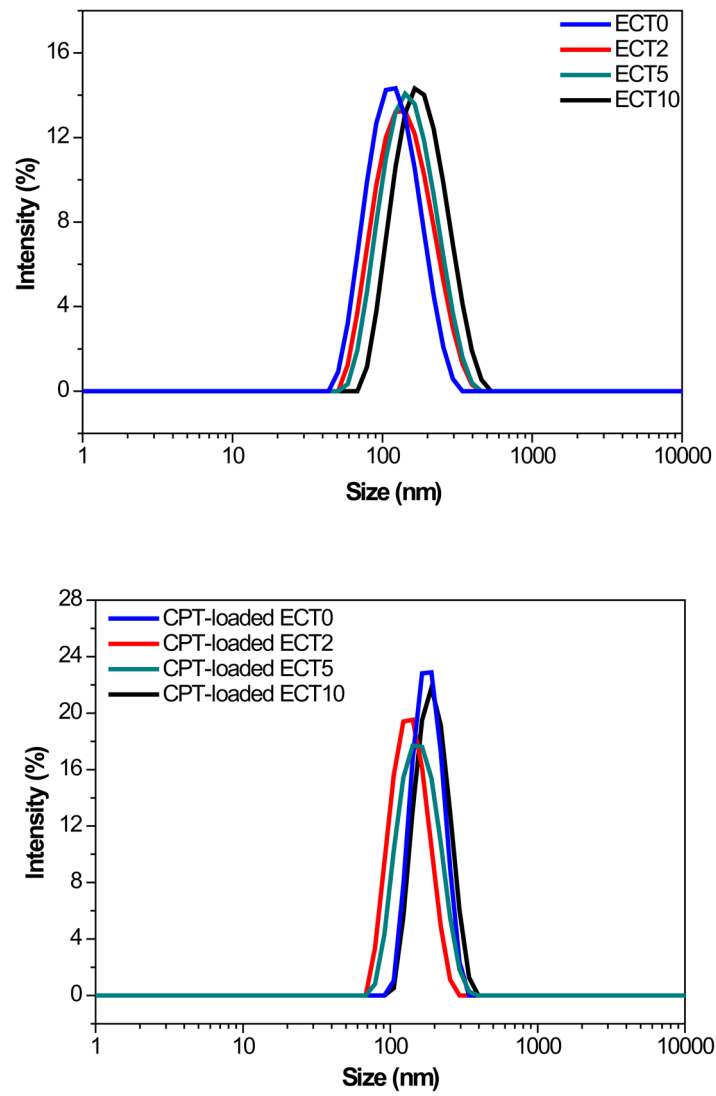 ECT0
ECT2
ECT5
ECT10
16
12
8
4
0
Intensity (%)
1 10 100 1000 10000
Size (nm)
CPT-loaded ECT0
CPT-loaded ECT2
CPT-loaded ECT5
CPT-loaded ECT10
28
24
20
16
12
8
4
0
Intensity (%)
1 10 100 1000 10000
Size (nm)